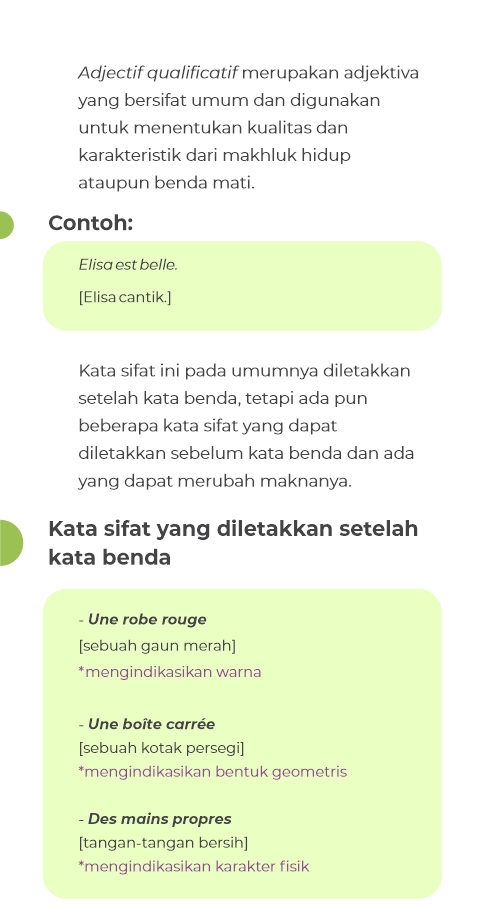 Adjectif qualificatif merupakan adjektiva
yang bersifat umum dan digunakan
untuk menentukan kualitas dan
karakteristik dari makhluk hidup
ataupun benda mati.
Contoh:
Elisa est belle.
[Elisa cantik.]
Kata sifat ini pada umumnya diletakkan
setelah kata benda, tetapi ada pun
beberapa kata sifat yang dapat
diletakkan sebelum kata benda dan ada
yang dapat merubah maknanya.
Kata sifat yang diletakkan setelah
kata benda
- Une robe rouge
[sebuah gaun merah]
*mengindikasikan warna
- Une boîte carrée
[sebuah kotak persegi]
*mengindikasikan bentuk geometris
- Des mains propres
[tangan-tangan bersih]
*mengindikasikan karakter fisik